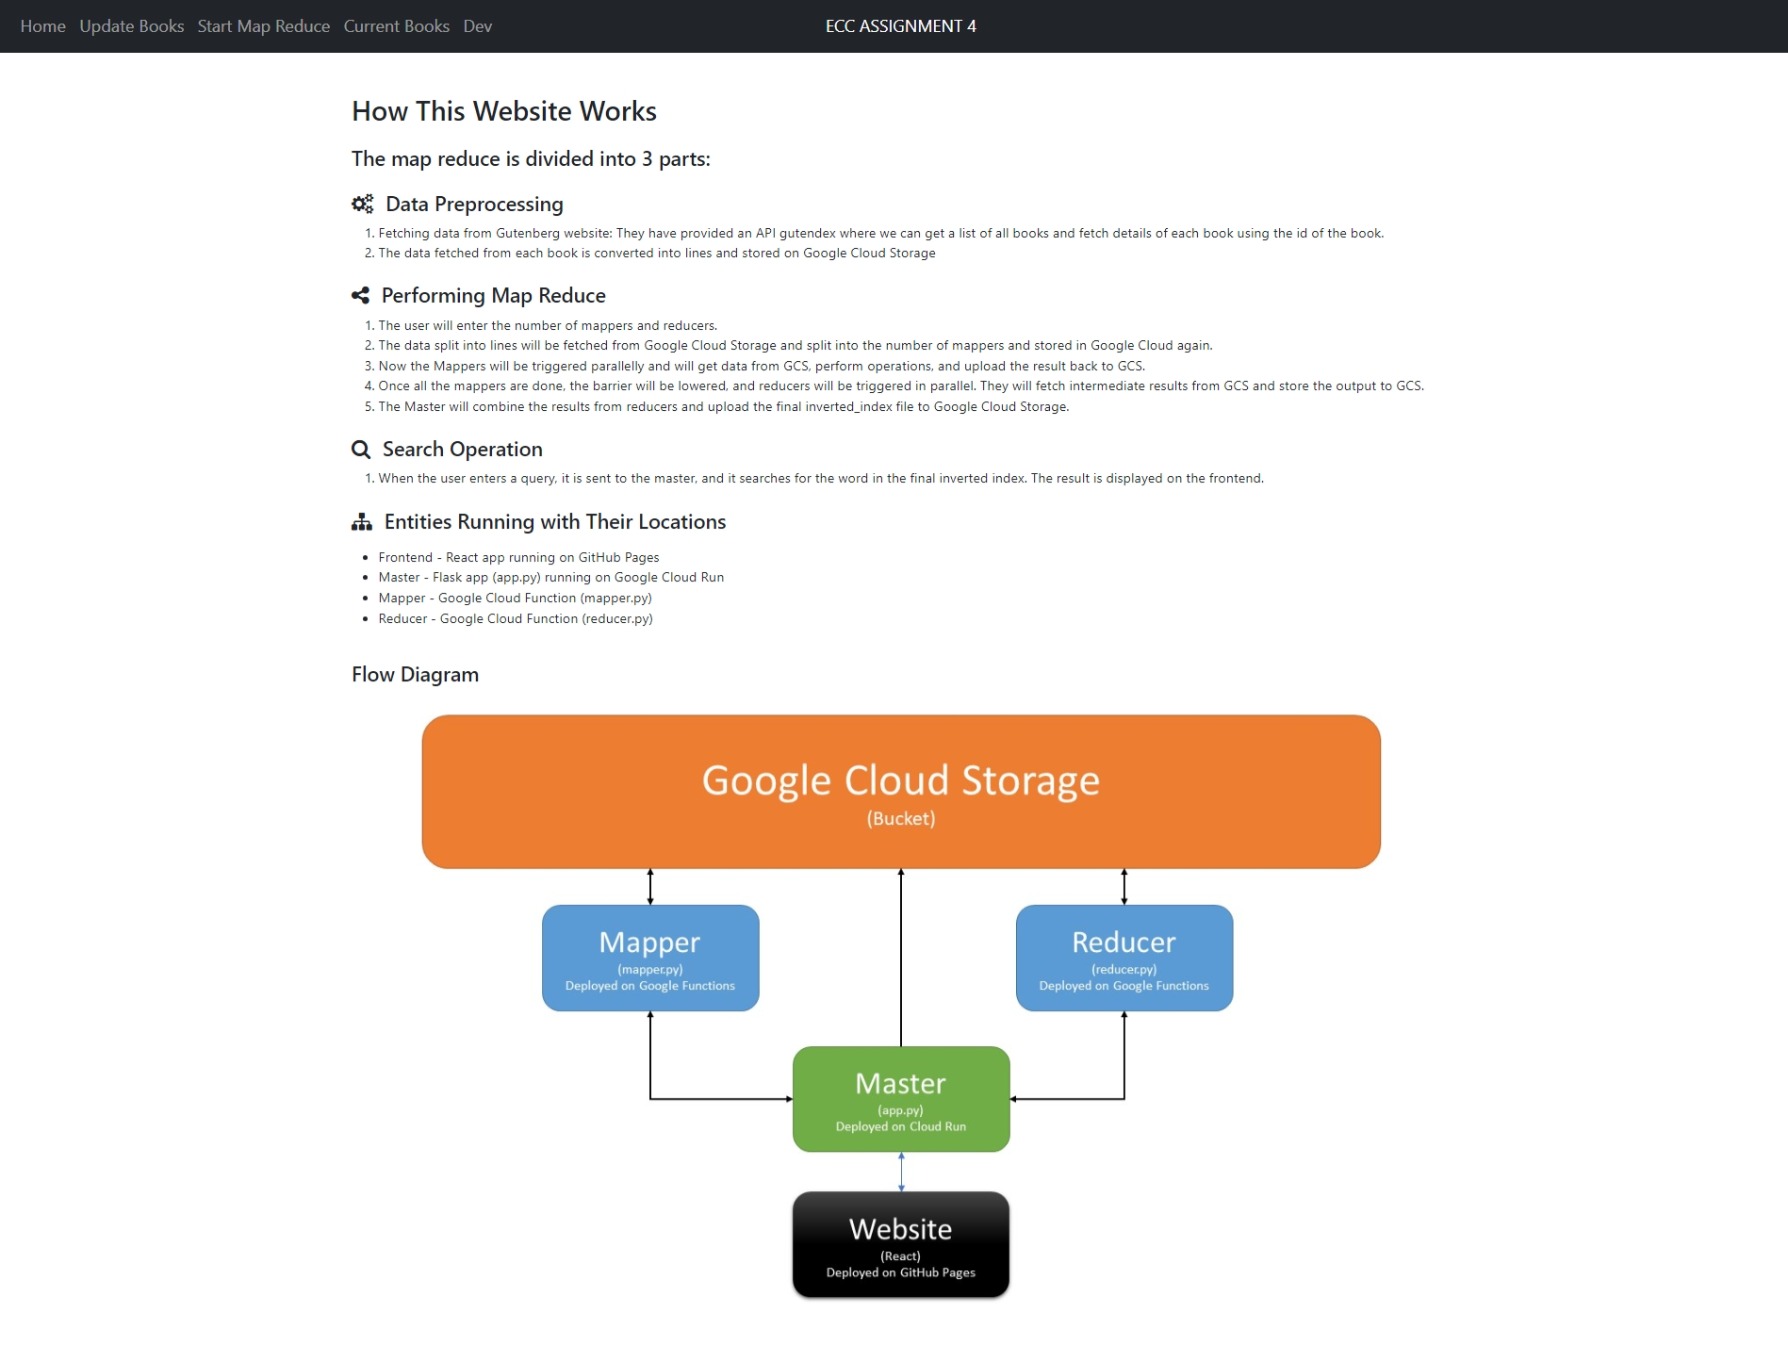 Home Update Books Start Map Reduce Current Books Dev ECC ASSIGNMENT 4
How This Website Works
The map reduce is divided into 3 parts:
Data Preprocessing
1. Fetching data from Gutenberg website: They have provided an API gutendex where we can get a list of all books and fetch details of each book using the id of the book.
2. The data fetched from each book is converted into lines and stored on Google Cloud Storage
Performing Map Reduce
1. The user will enter the number of mappers and reducers.
2. The data split into lines will be fetched from Google Cloud Storage and split into the number of mappers and stored in Google Cloud again.
3. Now the Mappers will be triggered parallelly and will get data from GCS, perform operations, and upload the result back to GCS.
4. Once all the mappers are done, the barrier will be lowered, and reducers will be triggered in parallel. They will fetch intermediate results from GCS and store the output to GCS.
5. The Master will combine the results from reducers and upload the final inverted_index file to Google Cloud Storage.
Search Operation
1. When the user enters a query, it is sent to the master, and it searches for the word in the final inverted index. The result is displayed on the frontend.
Entities Running with Their Locations
• Frontend - React app running on GitHub Pages
• Master - Flask app (app.py) running on Google Cloud Run
• Mapper - Google Cloud Function (mapper.py)
• Reducer - Google Cloud Function (reducer.py)
Flow Diagram
Google Cloud Storage
(Bucket)
Mapper
(mapper.py)
Deployed on Google Functions
Reducer
(reducer.py)
Deployed on Google Functions
Master
(app.py)
Deployed on Cloud Run
Website
(React)
Deployed on GitHub Pages